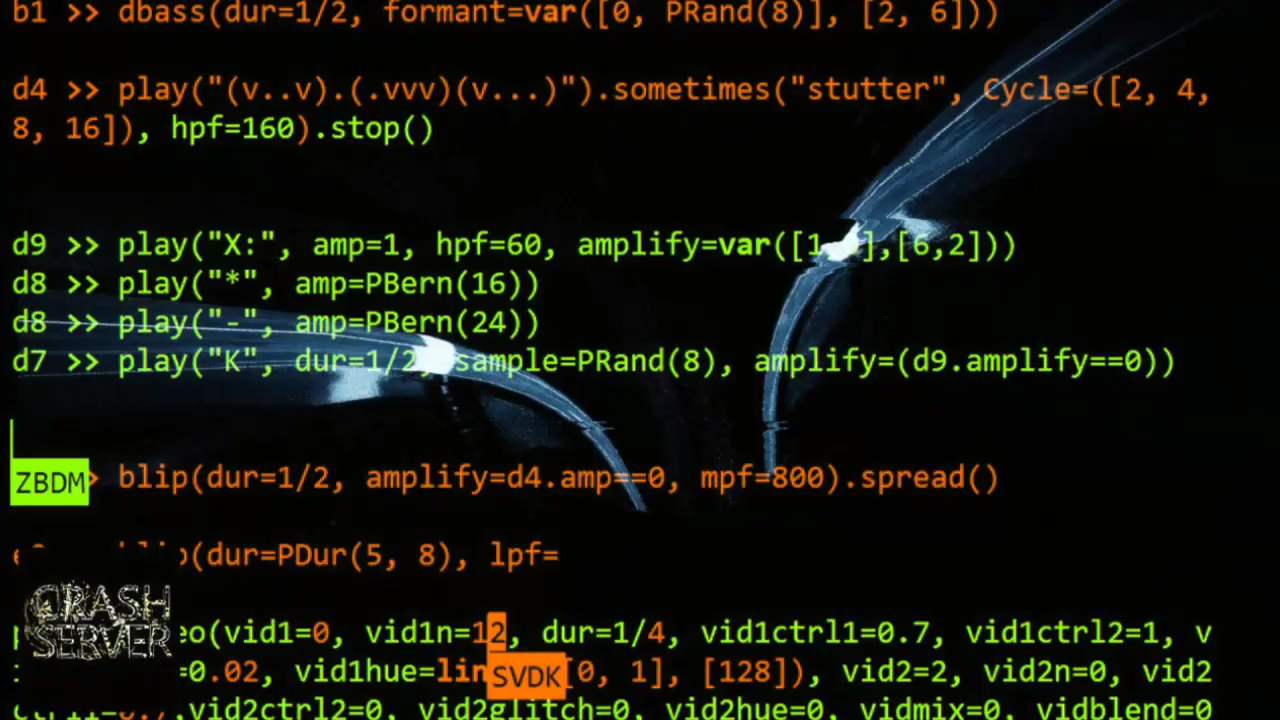 b1 >> dbass(dur=1/2, formant=var([0, PRand(8)], [2, 6]))
d4 >> play("(v..v).(.vvv)(v...)").sometimes("stutter", Cycle=([2, 4,
8, 16]), hpf=160).stop()
d9 >> play("X:", amp=1, hpf=60, amplify=var([1 ],[6,2]))
d8 >> play("*", amp=PBern(16))
d8 >> play("-", amp=PBern(24))
d7 >> play("K", dur=1/2, sample=PRand(8), amplify=(d9.amplify==0))
ZBDM > blip(dur=1/2, amplify=d4.amp==0, mpf=800).spread()
(dur=PDur(5, 8), lpf=
CRASH
SERVER
eo(vid1=0, vid1n=12, dur=1/4, vid1ctrl1=0.7, vid1ctrl2=1, v
=0.02, vid1hue=lin [0, 1], [128]), vid2=2, vid2n=0, vid2
SVDK
,vid2ctrl2=0, vid2glitch=0, vid2hue=0, vidmix=0, vidblend=0